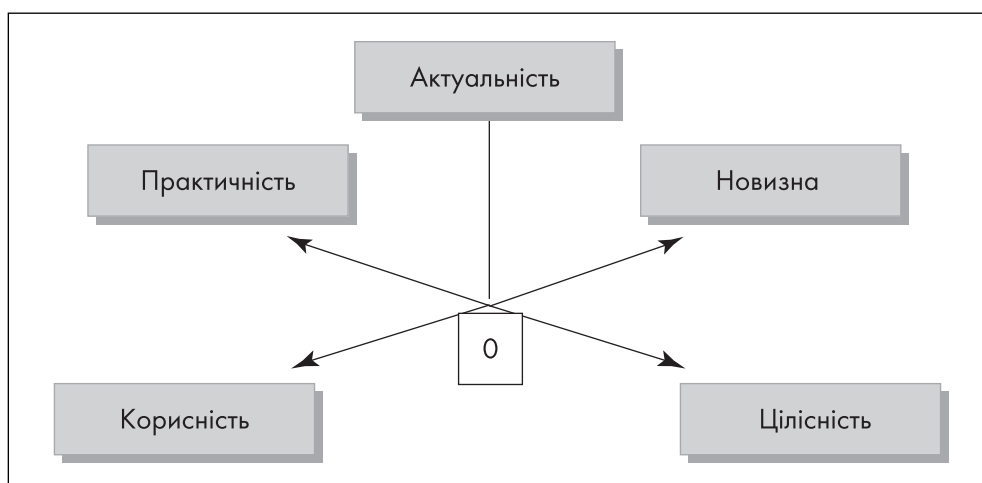 Актуальність
Практичність
Новизна
0
Корисність
Цілісність